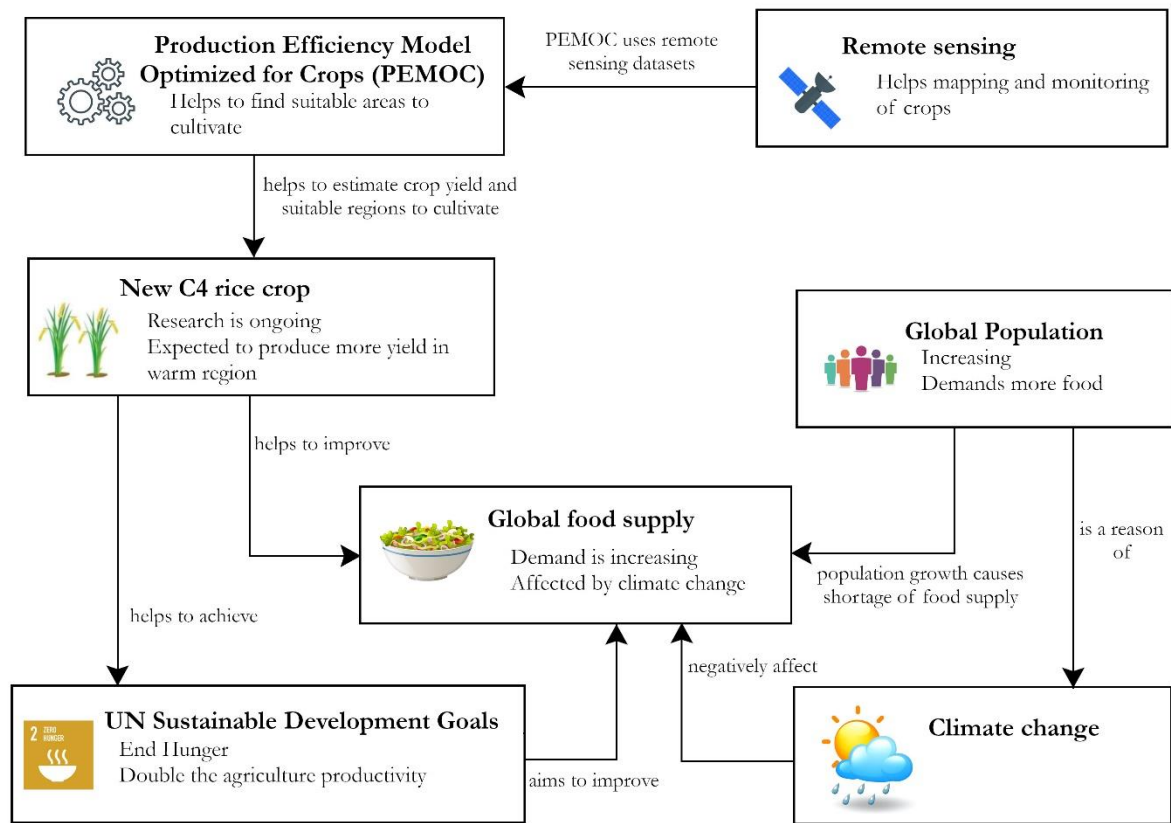 Production Efficiency Model
Optimized for Crops (PEMOC)
Helps to find suitable areas to
cultivate
PEMOC uses remote
sensing datasets
Remote sensing
Helps mapping and monitoring
of crops
helps to estimate crop yield and
suitable regions to cultivate
New C4 rice crop
Research is ongoing
Expected to produce more yield in
warm region
Global Population
Increasing
Demands more food
helps to improve
Global food supply
Demand is increasing
Affected by climate change
is a reason
of
population growth causes
shortage of food supply
helps to achieve
negatively affect
2 ZERO
HUNGER
UN Sustainable Development Goals
End Hunger
Double the agriculture productivity
aims to improve
Climate change